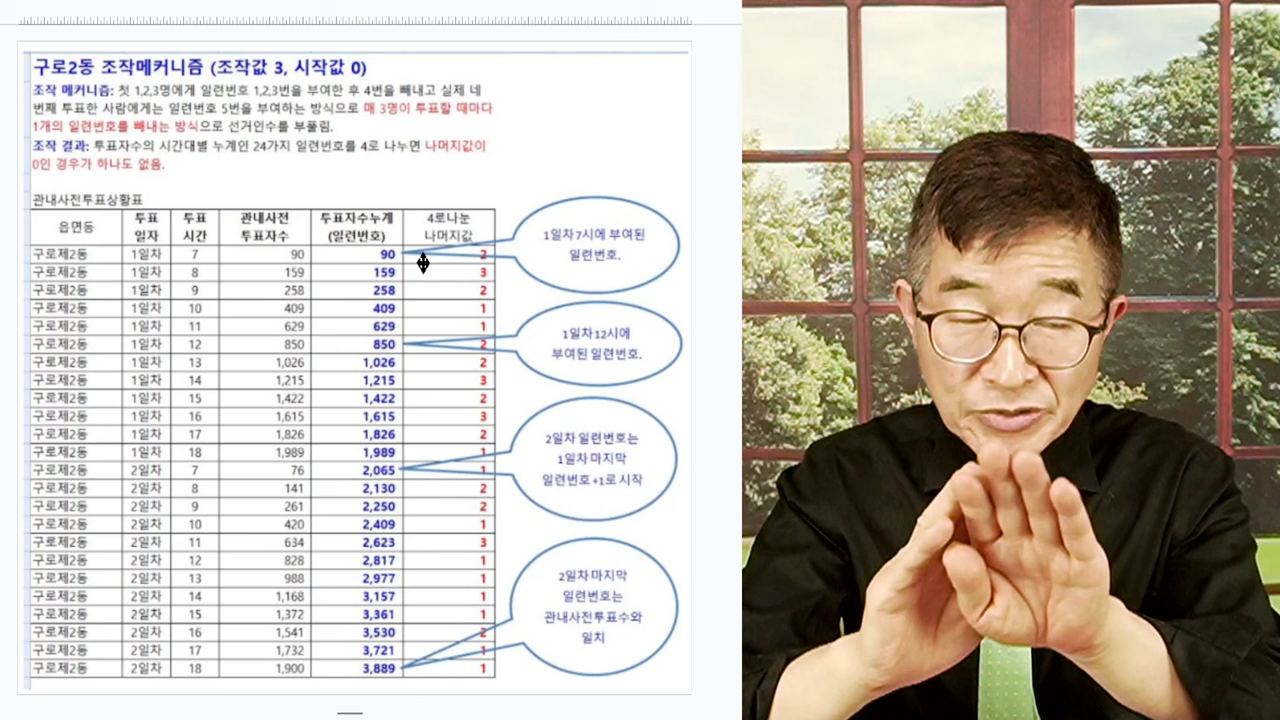 구로2동 조작메커니즘 (조작값 3, 시작값 0)
조작 메커니즘: 첫 1,2,3명에게 일련번호 1,2,3번을 부여한 후 4번을 빼내고 실제 네
번째 투표한 사람에게는 일련번호 5번을 부여하는 방식으로 매 3명이 투표할 때마다
1개의 일련번호를 빼내는 방식으로 선거인수를 부풀림.
조작 결과: 투표자수의 시간대별 누계인 24가지 일련번호를 4로 나누면 나머지값이
0인 경우가 하나도 없음.
관내사전투표상황표
읍면동 투표 일자 투표 시간 관내사전 투표자수 투표자수누계 (일련번호) 4로나눈 나머지값
구로제2동 1일차 7 90 90 2
구로제2동 1일차 8 159 159 3
구로제2동 1일차 9 258 258 2
구로제2동 1일차 10 409 409 1
구로제2동 1일차 11 629 629 1
구로제2동 1일차 12 850 850 2
구로제2동 1일차 13 1,026 1,026 2
구로제2동 1일차 14 1,215 1,215 3
구로제2동 1일차 15 1,422 1,422 2
구로제2동 1일차 16 1,615 1,615 3
구로제2동 1일차 17 1,826 1,826 2
구로제2동 1일차 18 1,989 1,989 1
구로제2동 2일차 7 76 2,065 1
구로제2동 2일차 8 141 2,130 2
구로제2동 2일차 9 261 2,250 2
구로제2동 2일차 10 420 2,409 1
구로제2동 2일차 11 634 2,623 3
구로제2동 2일차 12 828 2,817 1
구로제2동 2일차 13 988 2,977 1
구로제2동 2일차 14 1,168 3,157 1
구로제2동 2일차 15 1,372 3,361 1
구로제2동 2일차 16 1,541 3,530 2
구로제2동 2일차 17 1,732 3,721 1
구로제2동 2일차 18 1,900 3,889 1
1일차 7시에 부여된
일련번호.
1일차 12시에
부여된 일련번호.
2일차 일련번호는
1일차 마지막
일련번호+1로 시작
2일차 마지막
일련번호는
관내사전투표수와
일치